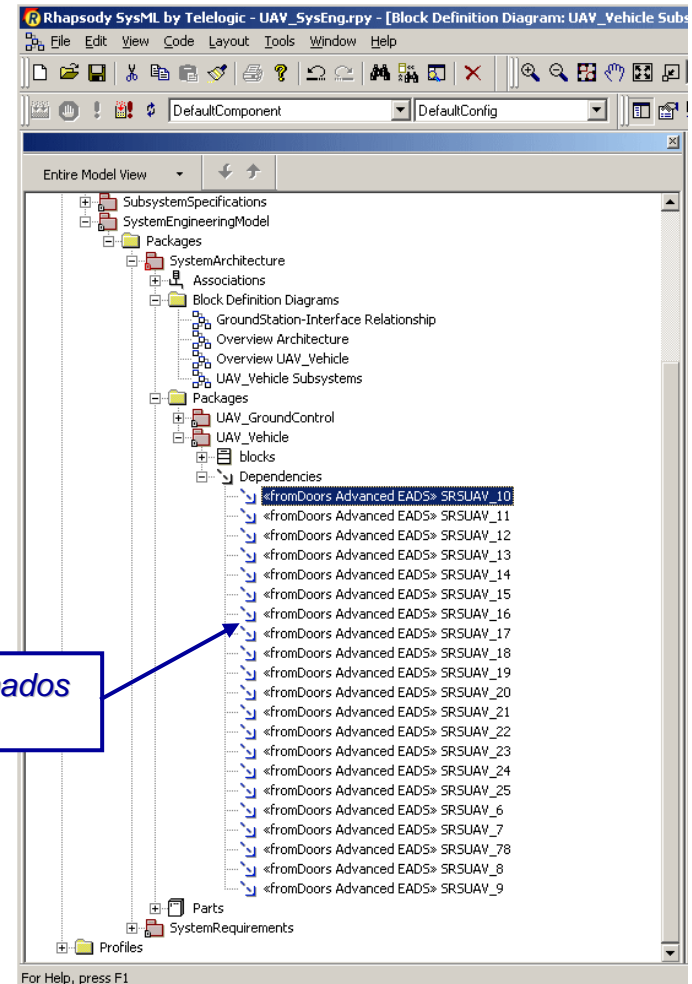 Rhapsody SysML by Telelogic - UAV_SysEng.rpy - [Block Definition Diagram: UAV_Vehicle Subs
File Edit View Code Layout Tools Window Help
DefaultComponent DefaultConfig
Entire Model View
SubsystemSpecifications
SystemEngineeringModel
Packages
SystemArchitecture
Associations
Block Definition Diagrams
GroundStation-Interface Relationship
Overview Architecture
Overview UAV_Vehicle
UAV_Vehicle Subsystems
Packages
UAV_GroundControl
UAV_Vehicle
blocks
Dependencies
«fromDoors Advanced EADS» SRSUAV_10
«fromDoors Advanced EADS» SRSUAV_11
«fromDoors Advanced EADS» SRSUAV_12
«fromDoors Advanced EADS» SRSUAV_13
«fromDoors Advanced EADS» SRSUAV_14
«fromDoors Advanced EADS» SRSUAV_15
«fromDoors Advanced EADS» SRSUAV_16
«fromDoors Advanced EADS» SRSUAV_17
«fromDoors Advanced EADS» SRSUAV_18
«fromDoors Advanced EADS» SRSUAV_19
«fromDoors Advanced EADS» SRSUAV_20
«fromDoors Advanced EADS» SRSUAV_21
«fromDoors Advanced EADS» SRSUAV_22
«fromDoors Advanced EADS» SRSUAV_23
«fromDoors Advanced EADS» SRSUAV_24
«fromDoors Advanced EADS» SRSUAV_25
«fromDoors Advanced EADS» SRSUAV_6
«fromDoors Advanced EADS» SRSUAV_7
«fromDoors Advanced EADS» SRSUAV_78
«fromDoors Advanced EADS» SRSUAV_8
«fromDoors Advanced EADS» SRSUAV_9
Parts
SystemRequirements
Profiles
For Help, press F1